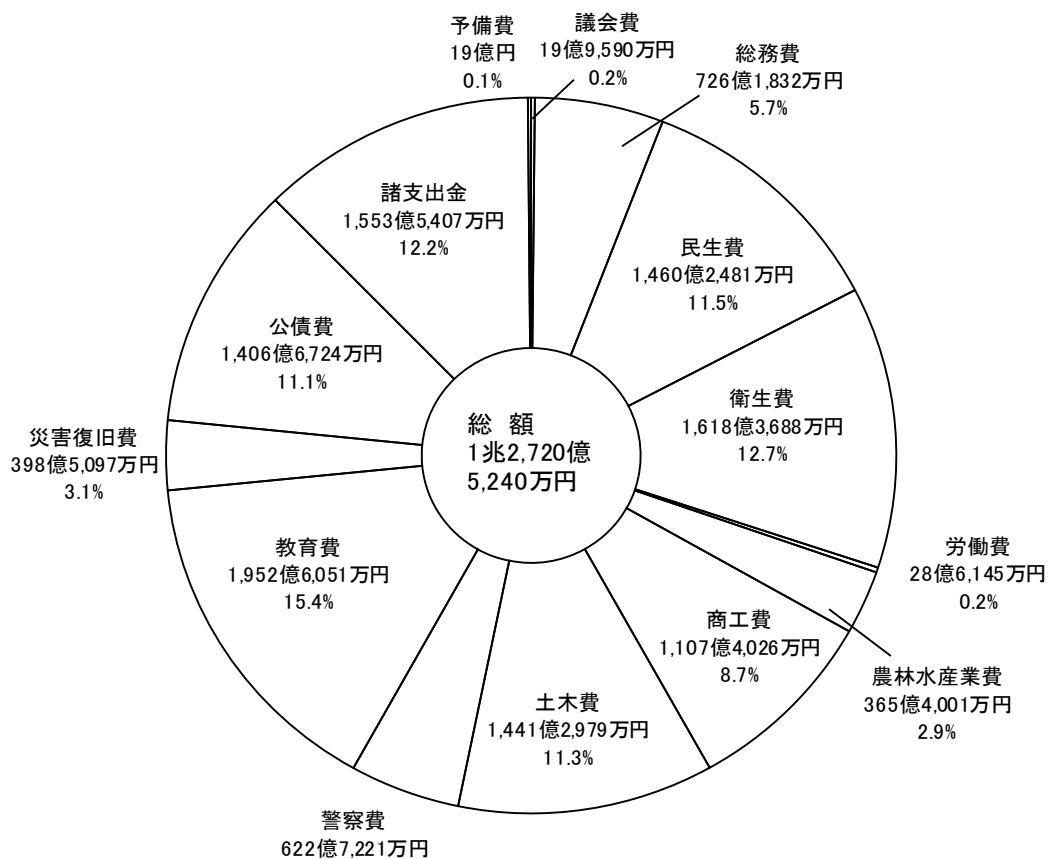 予備費
19億円
0.1%
議会費
19億9,590万円
0.2%
総務費
726億1,832万円
5.7%
民生費
1,460億2,481万円
11.5%
衛生費
1,618億3,688万円
12.7%
労働費
28億6,145万円
0.2%
農林水産業費
365億4,001万円
2.9%
商工費
1,107億4,026万円
8.7%
土木費
1,441億2,979万円
11.3%
警察費
622億7,221万円
教育費
1,952億6,051万円
15.4%
災害復旧費
398億5,097万円
3.1%
公債費
1,406億6,724万円
11.1%
諸支出金
1,553億5,407万円
12.2%
総 額
1兆2,720億
5,240万円